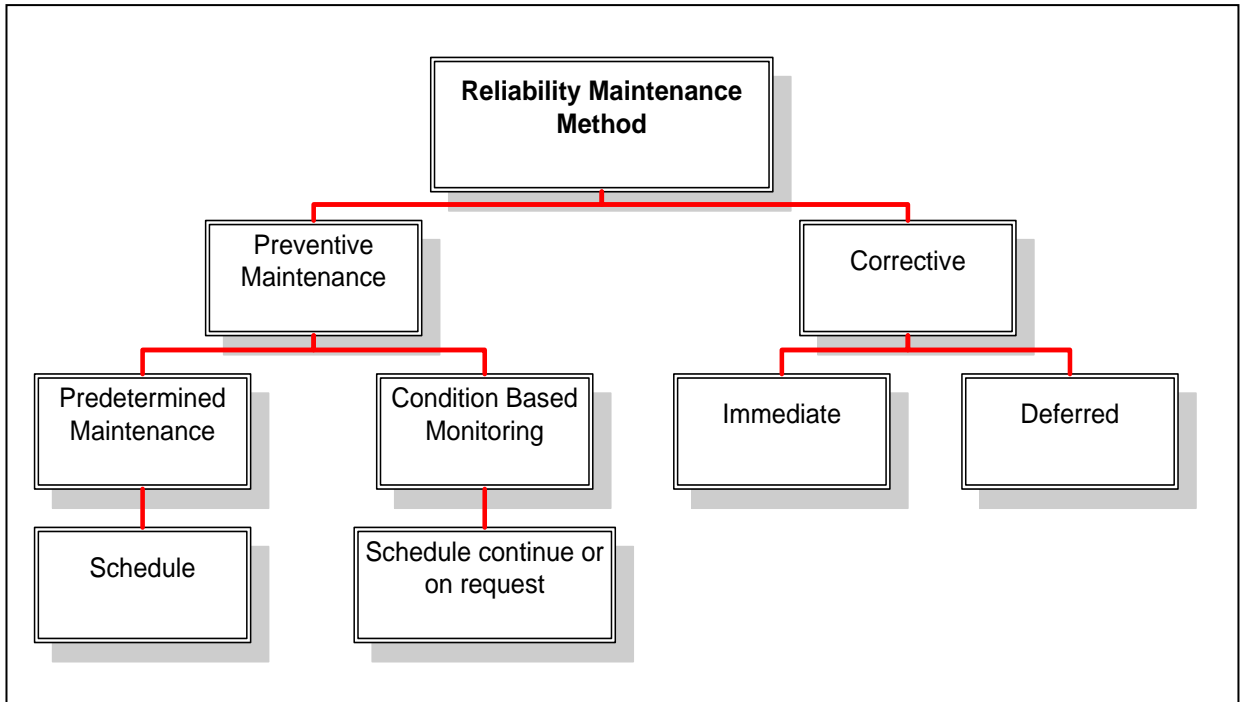 Reliability Maintenance
Method
Preventive
Maintenance
Corrective
Predetermined
Maintenance
Condition Based
Monitoring
Immediate
Deferred
Schedule
Schedule continue or
on request